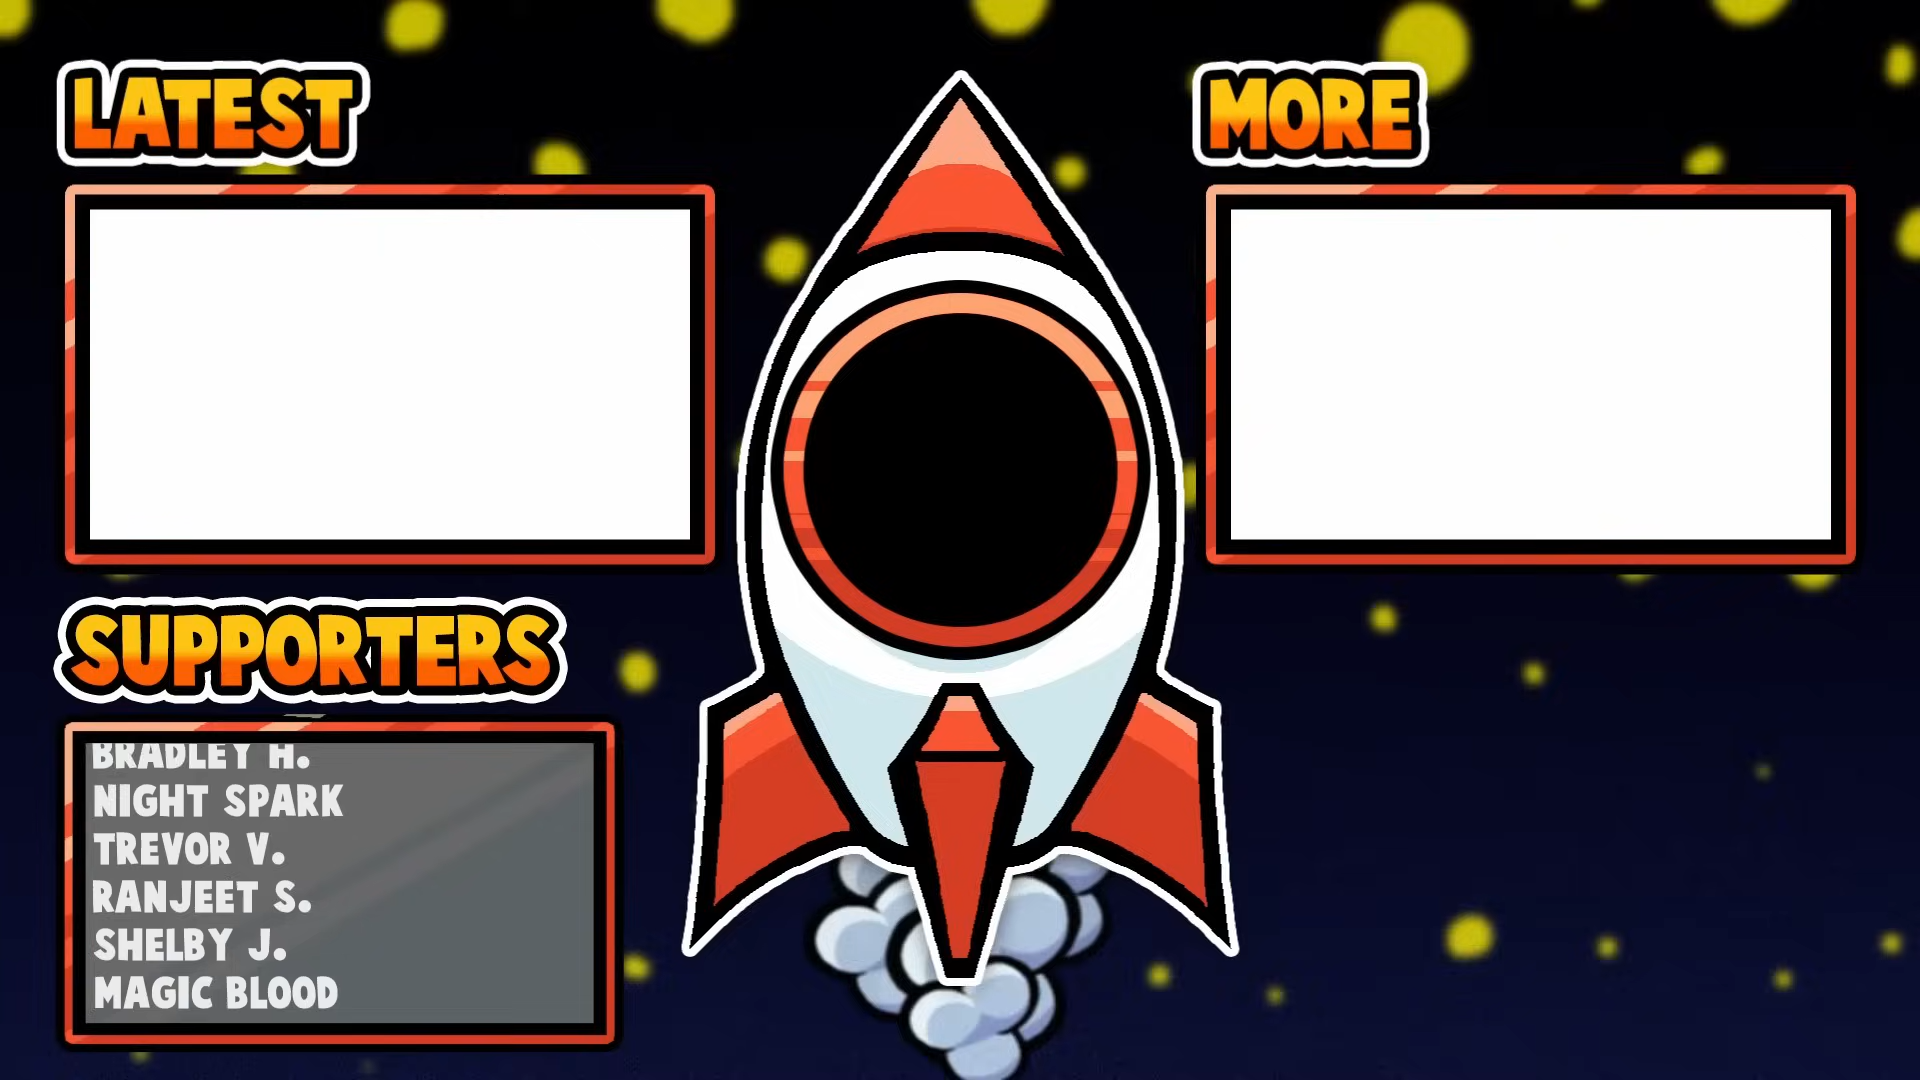 LATEST
MORE
SUPPORTERS
BRADLEY H.
NIGHT SPARK
TREVOR V.
RANJEET S.
SHELBY J.
MAGIC BLOOD